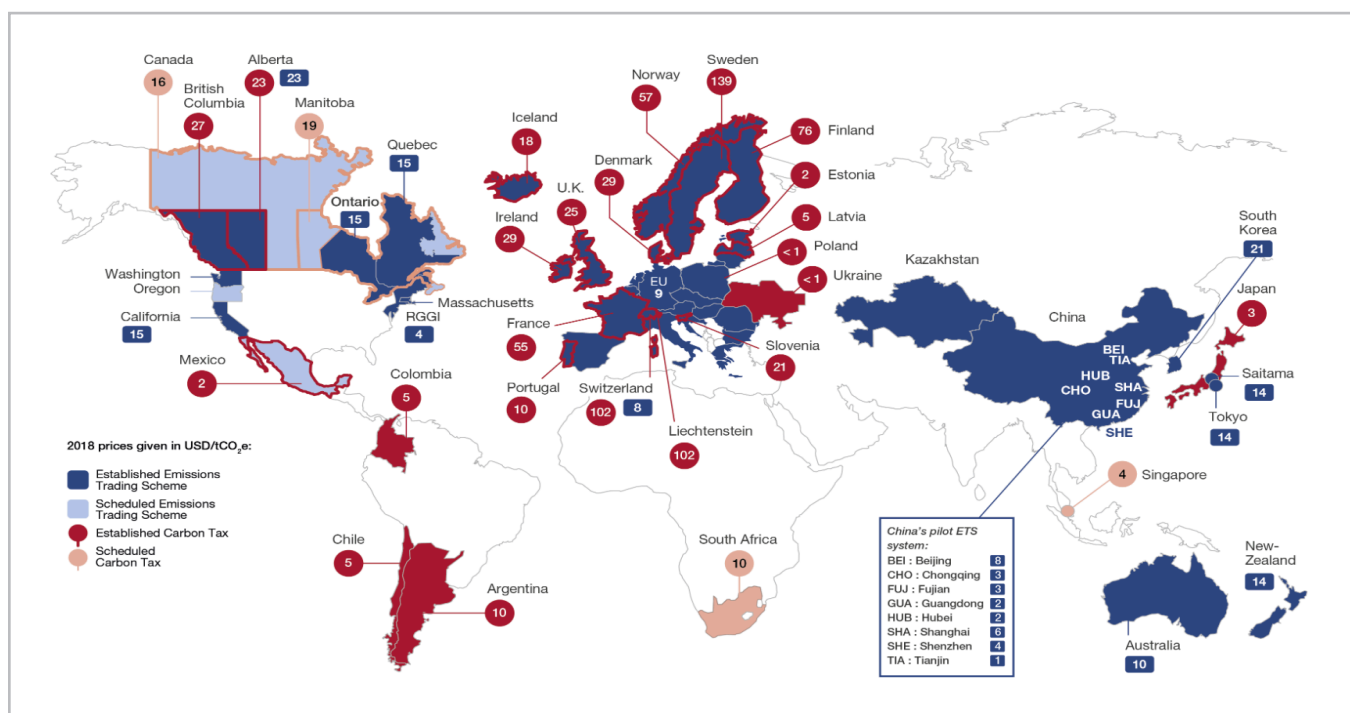 Canada
16
Alberta
23
23
British
Columbia
27
Manitoba
19
Quebec
15
Ontario
15
Washington
Oregon
California
15
Massachusetts
RGGI
4
Mexico
2
Colombia
5
Chile
5
Argentina
10
Iceland
18
Norway
57
Sweden
139
Finland
76
Denmark
29
Estonia
2
U.K.
25
Latvia
5
Ireland
29
Poland
< 1
Ukraine
< 1
EU
9
France
55
Slovenia
21
Portugal
10
Switzerland
102
8
Liechtenstein
102
South Africa
10
Kazakhstan
China
BEI
TIA
HUB
CHO
SHA
FUJ
GUA
SHE
South
Korea
21
Japan
3
Saitama
14
Tokyo
14
Singapore
4
New-
Zealand
14
Australia
10
2018 prices given in USD/tCO₂e:
Established Emissions
Trading Scheme
Scheduled Emissions
Trading Scheme
Established Carbon Tax
Scheduled
Carbon Tax
China's pilot ETS
system:
BEI : Beijing 8
CHO : Chongqing 3
FUJ : Fujian 3
GUA : Guangdong 2
HUB : Hubei 2
SHA : Shanghai 6
SHE : Shenzhen 4
TIA : Tianjin 1